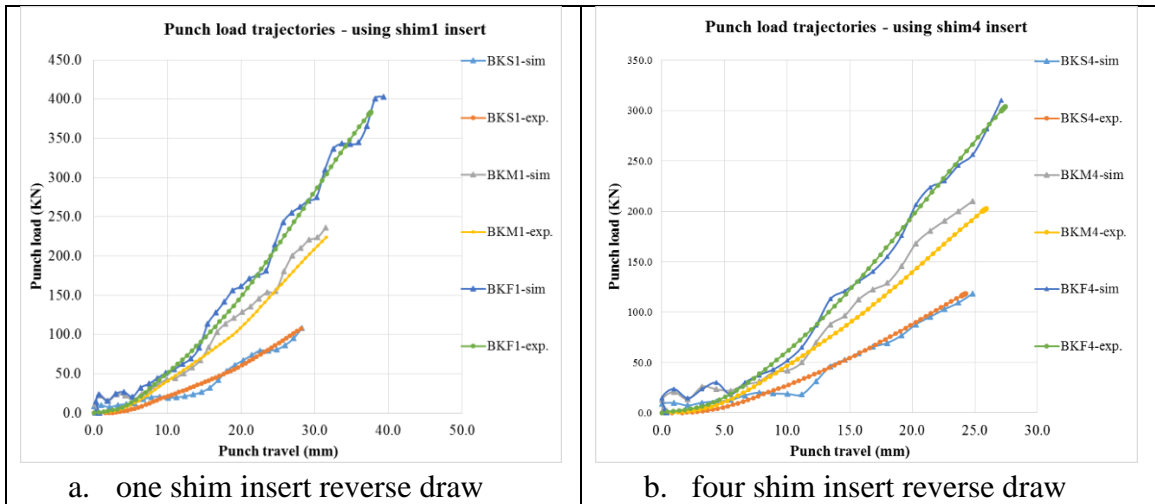 Punch load trajectories - using shim1 insert
450.0
400.0
350.0
300.0
250.0
200.0
150.0
100.0
50.0
0.0
Punch load (KN)
0.0 10.0 20.0 30.0 40.0 50.0
Punch travel (mm)
BKS1-sim
BKS1-exp.
BKM1-sim
BKM1-exp.
BKF1-sim
BKF1-exp.
a. one shim insert reverse draw
Punch load trajectories - using shim4 insert
350.0
300.0
250.0
200.0
150.0
100.0
50.0
0.0
Punch load (KN)
0.0 5.0 10.0 15.0 20.0 25.0 30.0
Punch travel (mm)
BKS4-sim
BKS4-exp.
BKM4-sim
BKM4-exp.
BKF4-sim
BKF4-exp.
b. four shim insert reverse draw